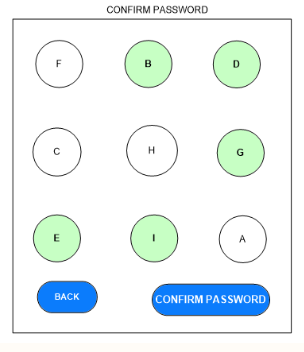 CONFIRM PASSWORD
F B D
C H G
E I A
BACK CONFIRM PASSWORD